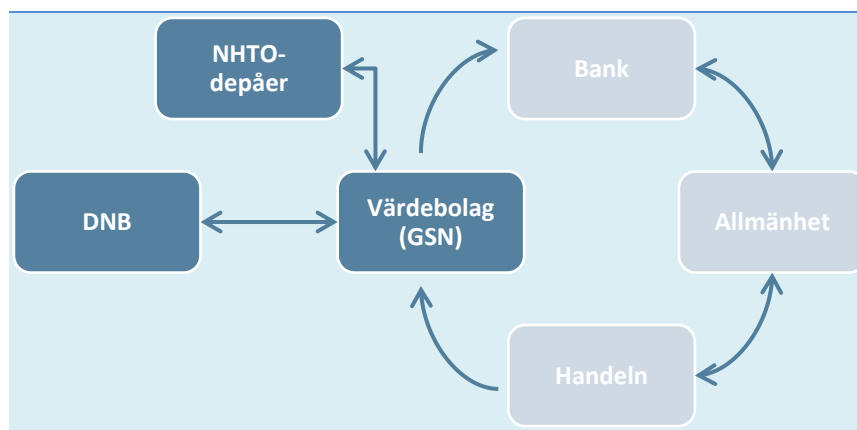 NHTO-
depåer
Bank
DNB
Värdebolag
(GSN)
Allmänhet
Handeln